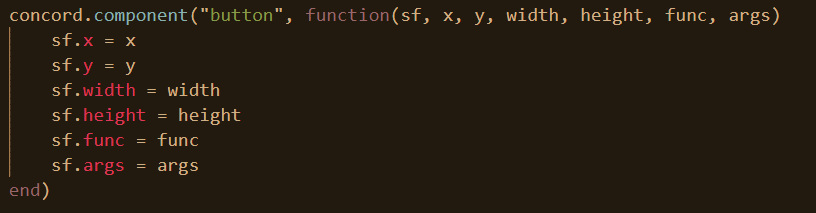 concord.component("button", function(sf, x, y, width, height, func, args)
    sf.x = x
    sf.y = y
    sf.width = width
    sf.height = height
    sf.func = func
    sf.args = args
end)